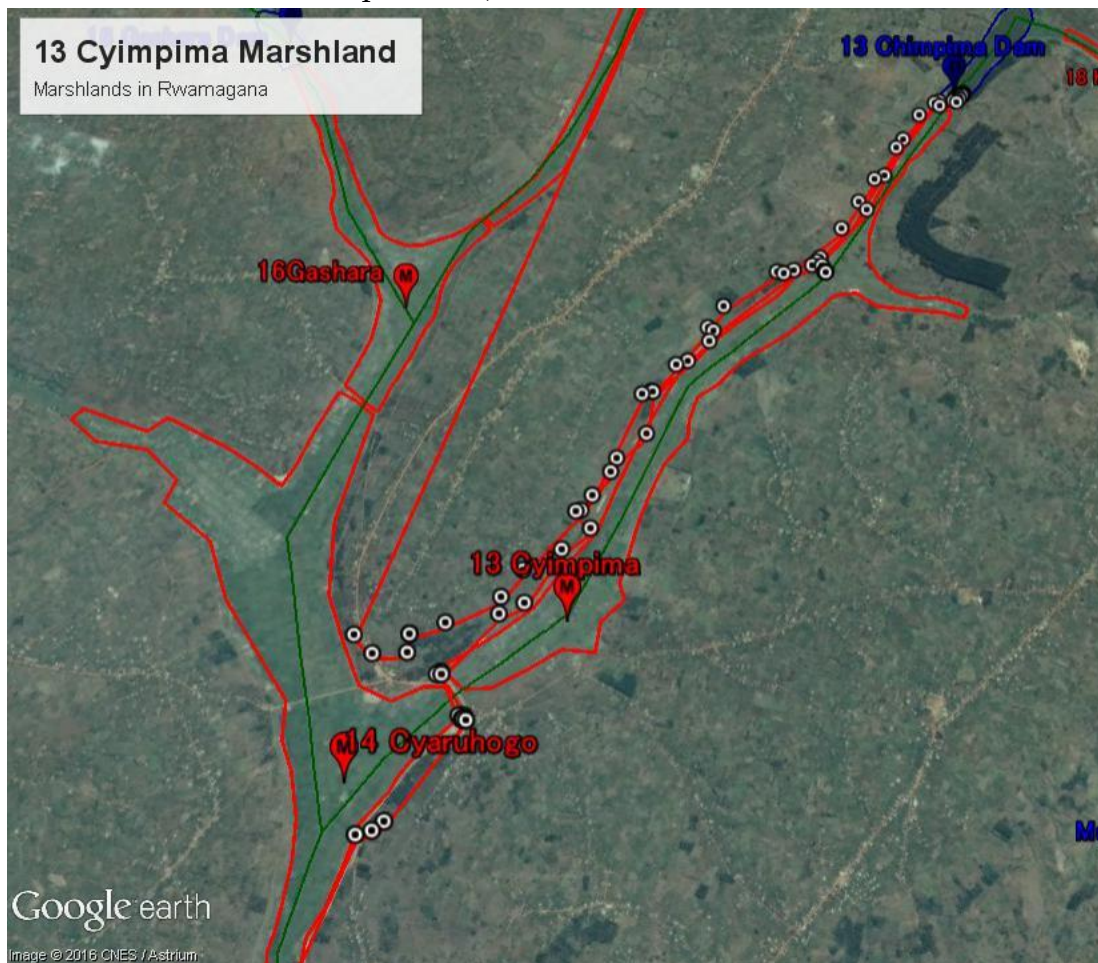 13 Cyimpima Marshland
Marshlands in Rwamagana
13 Chimpima Dam
18
16Gashara
M
13 Cyimpima
M
14 Cyaruhogo
M
Google earth
Image © 2016 CNES / Astrium